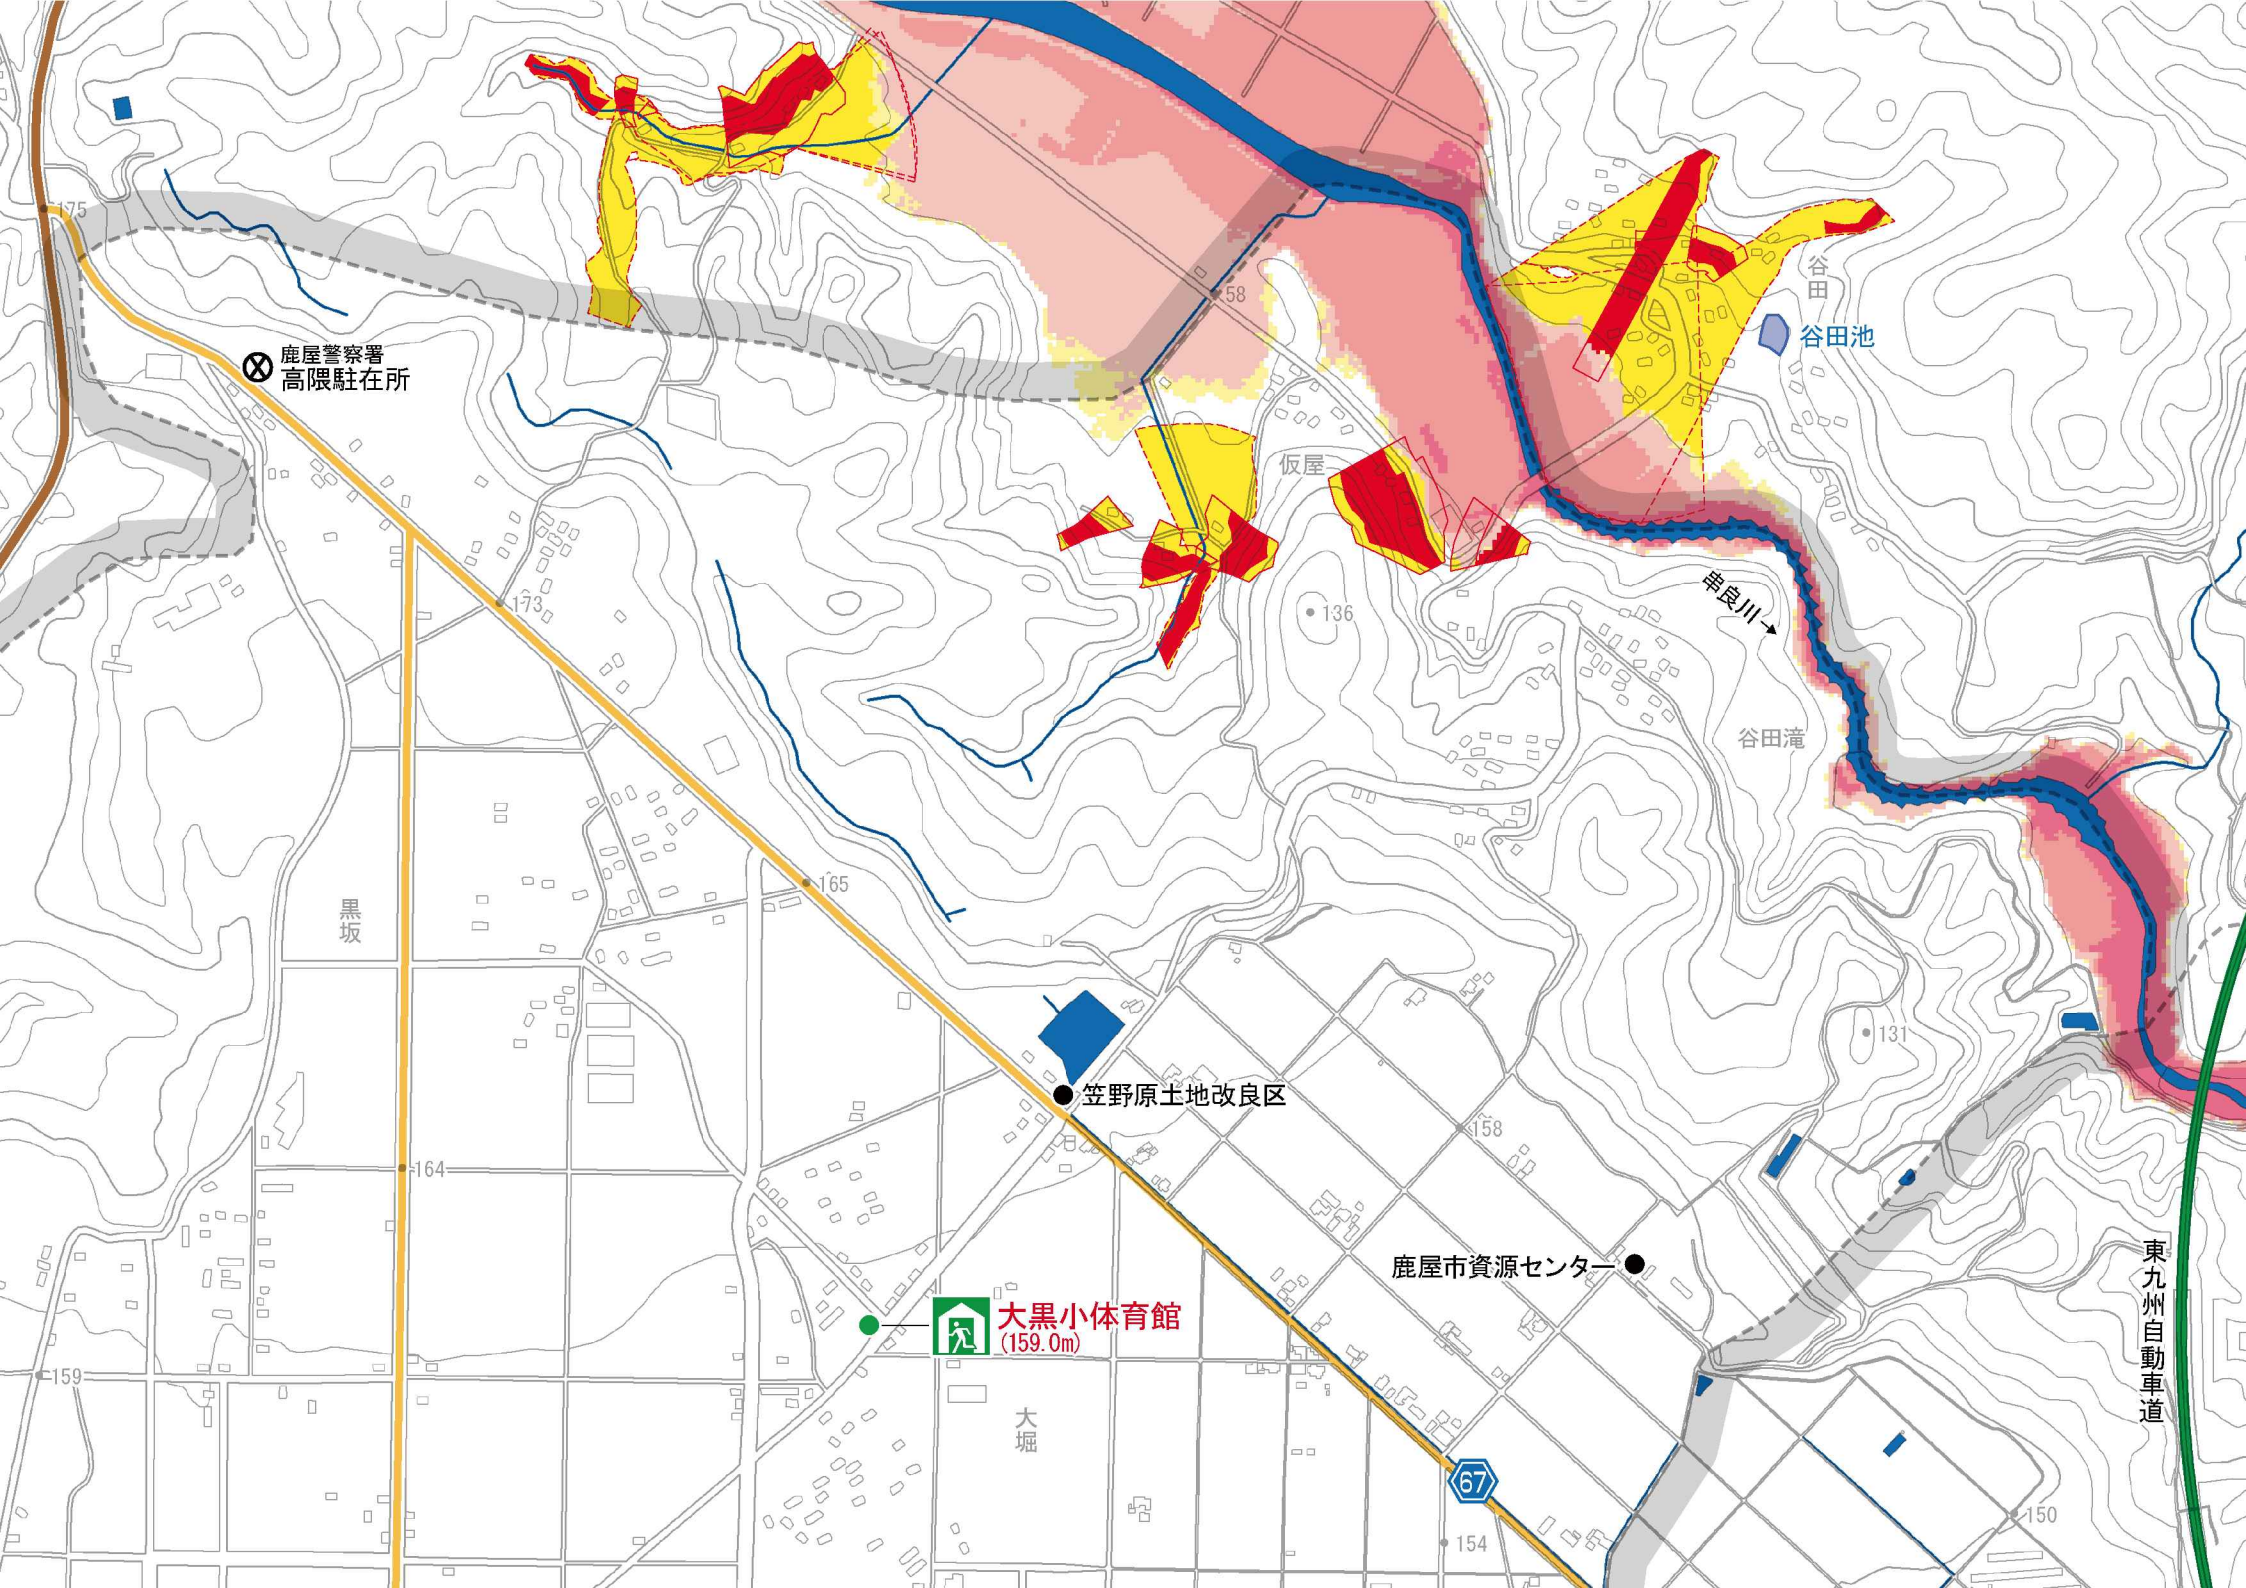 175
鹿屋警察署
高隈駐在所
58
谷田
谷田池
仮屋
173
136
串良川→
谷田滝
165
黒坂
131
笠野原土地改良区
158
164
鹿屋市資源センター
大黒小体育館
(159.0m)
東九州自動車道
159
大堀
67
150
154